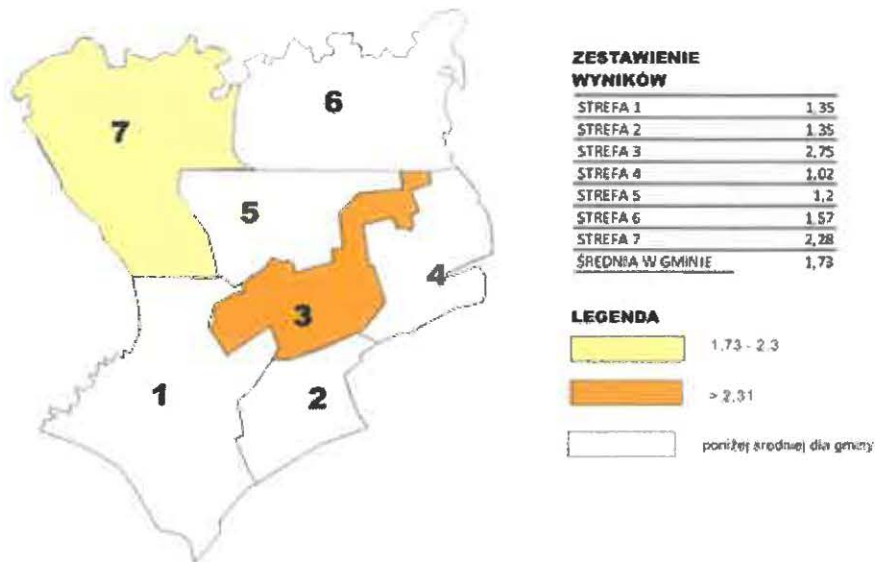 7
6
5
4
3
1
2
ZESTAWIENIE
WYNIKÓW
STREFA 1 1,35
STREFA 2 1,35
STREFA 3 2,75
STREFA 4 1,02
STREFA 5 1,2
STREFA 6 1,57
STREFA 7 2,28
ŚREDNIA W GMINIE 1,73
LEGENDA
1,73 - 2,3
> 2,31
poniżej średniej dla gminy